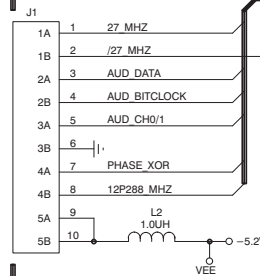 J1
1A 1 27_MHZ
1B 2 /27_MHZ
2A 3 AUD_DATA
2B 4 AUD_BITCLOCK
3A 5 AUD_CH0/1
3B 6
4A 7 PHASE_XOR
4B 8 12P288_MHZ
5A 9
L2
1.0UH
5B 10 –5.2V
VEE